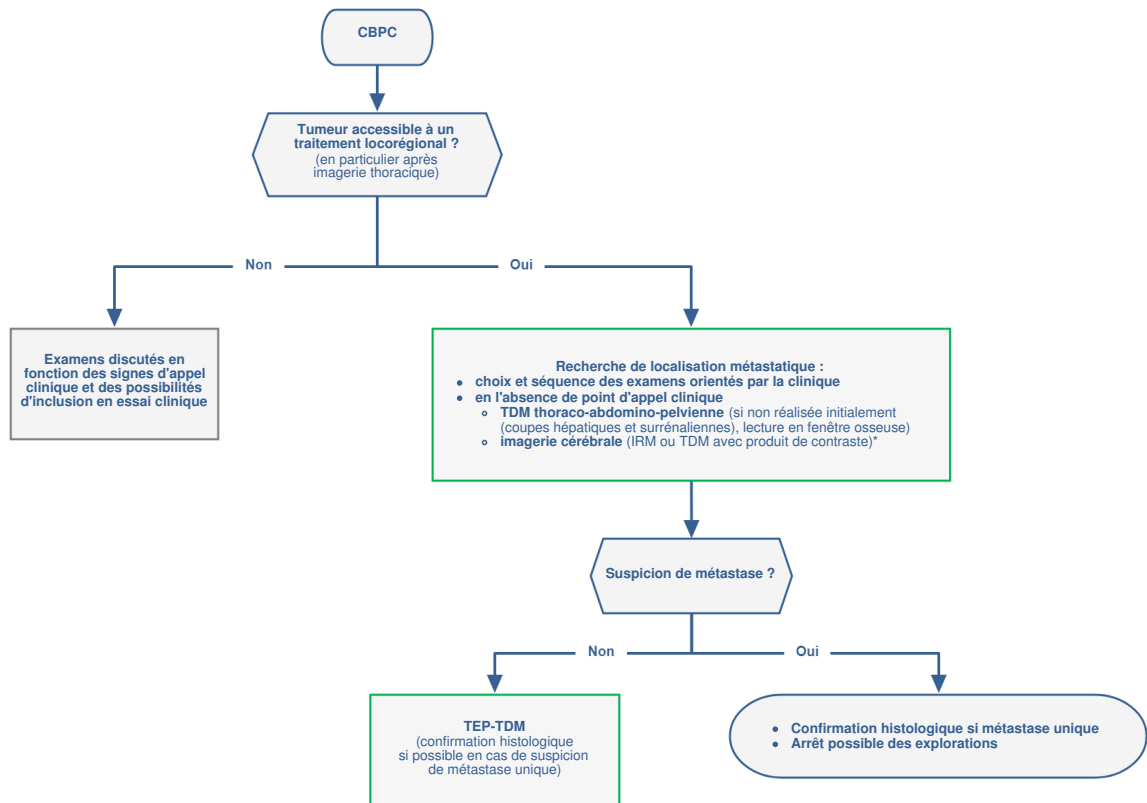 CBPC
Tumeur accessible à un
traitement locorégional ?
(en particulier après
imagerie thoracique)
Non
Oui
Examens discutés en
fonction des signes d'appel
clinique et des possibilités
d'inclusion en essai clinique
Recherche de localisation métastatique :
• choix et séquence des examens orientés par la clinique
• en l'absence de point d'appel clinique
○ TDM thoraco-abdomino-pelvienne (si non réalisée initialement
(coupes hépatiques et surrénaliennes), lecture en fenêtre osseuse)
○ imagerie cérébrale (IRM ou TDM avec produit de contraste)*
Suspicion de métastase ?
Non
Oui
TEP-TDM
(confirmation histologique
si possible en cas de suspicion
de métastase unique)
• Confirmation histologique si métastase unique
• Arrêt possible des explorations